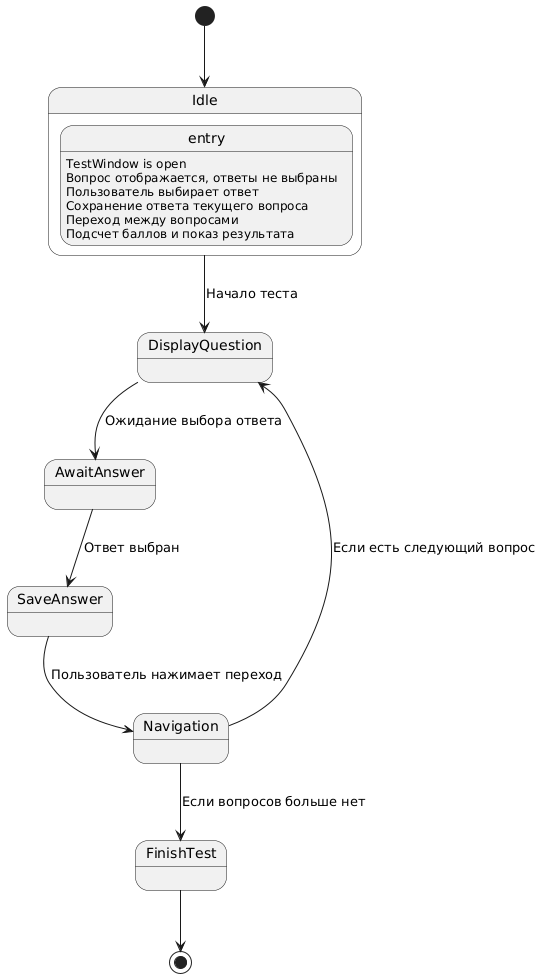 Idle
entry
TestWindow is open
Вопрос отображается, ответы не выбраны
Пользователь выбирает ответ
Сохранение ответа текущего вопроса
Переход между вопросами
Подсчет баллов и показ результата
Начало теста
DisplayQuestion
Ожидание выбора ответа
AwaitAnswer
Ответ выбран
Если есть следующий вопрос
SaveAnswer
Пользователь нажимает переход
Navigation
Если вопросов больше нет
FinishTest